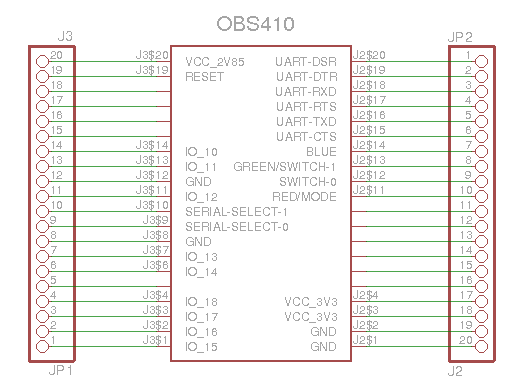 OBS410
J3 JP2
20 J3$20 VCC_2V85 UART-DSR J2$20 1
19 J3$19 RESET UART-DTR J2$19 2
18 UART-RXD J2$18 3
17 UART-RTS J2$17 4
16 UART-TXD J2$16 5
15 UART-CTS J2$15 6
14 J3$14 IO_10 BLUE J2$14 7
13 J3$13 IO_11 GREEN/SWITCH-1 J2$13 8
12 J3$12 GND SWITCH-0 J2$12 9
11 J3$11 IO_12 RED/MODE J2$11 10
10 J3$10 SERIAL-SELECT-1 11
9 J3$9 SERIAL-SELECT-0 12
8 J3$8 GND 13
7 J3$7 IO_13 14
6 J3$6 IO_14 15
5 16
4 J3$4 IO_18 VCC_3V3 J2$4 17
3 J3$3 IO_17 VCC_3V3 J2$3 18
2 J3$2 IO_16 GND J2$2 19
1 J3$1 IO_15 GND J2$1 20
JP1 J2